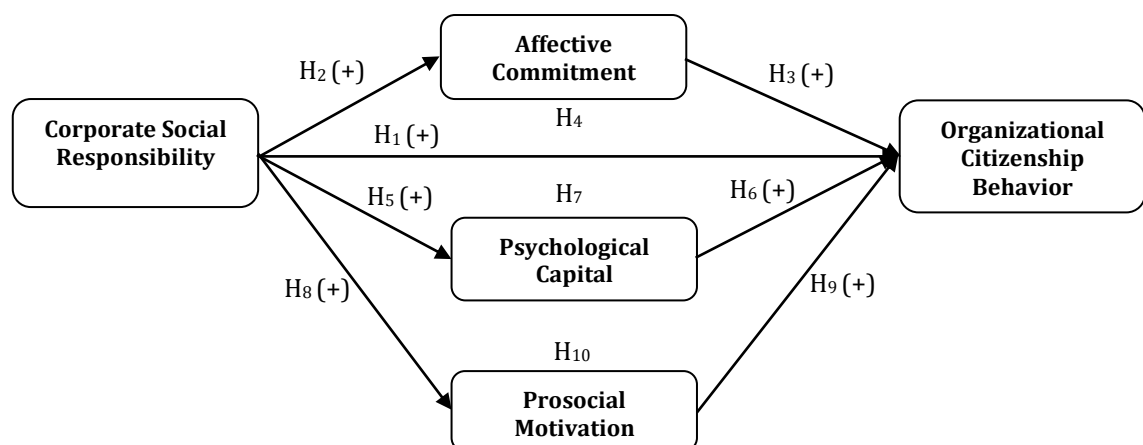 Affective
Commitment
H₂ (+)
H₃ (+)
Corporate Social
Responsibility
H₄
H₁ (+)
Organizational
Citizenship
Behavior
H₅ (+)
H₇
H₆ (+)
Psychological
Capital
H₈ (+)
H₉ (+)
H₁₀
Prosocial
Motivation